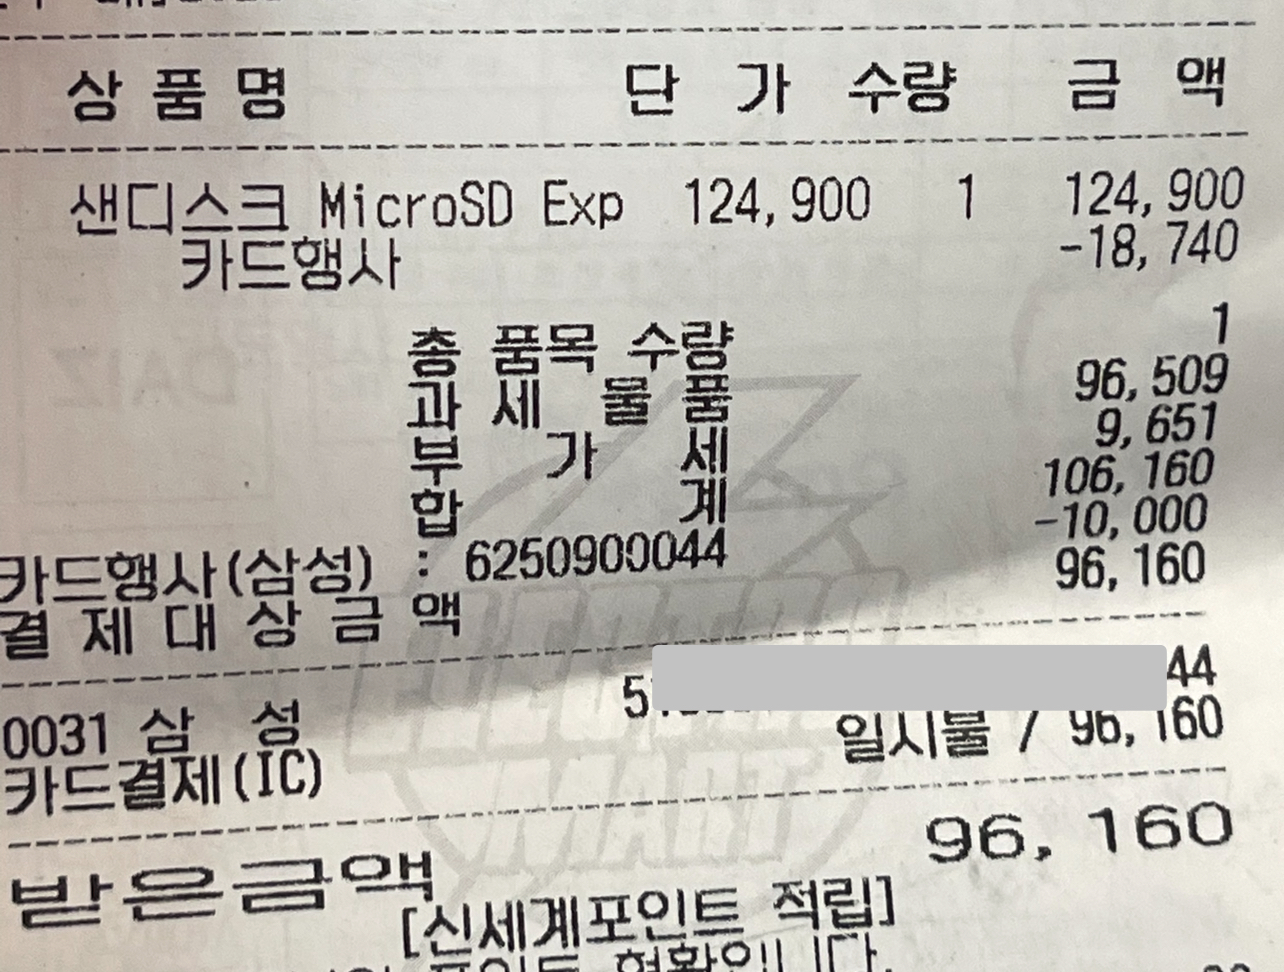 상 품 명 단 가 수량 금 액
샌디스크 MicroSD Exp 124,900 1 124,900
카드행사 -18,740
총 품목 수량 1
과 세 물 품 96,509
부 가 세 9,651
합 계 106,160
카드행사(삼성) : 6250900044 -10,000
결 제 대 상 금 액 96,160
0031 삼 성 5 44
카드결제(IC) 일시불 / 96,160
받은금액 96,160
[신세계포인트 적립]